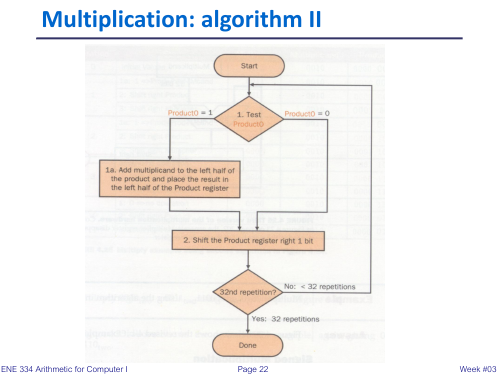 Multiplication: algorithm II
Start
Product0 = 1
1. Test
Product0
Product0 = 0
1a. Add multiplicand to the left half of
the product and place the result in
the left half of the Product register
2. Shift the Product register right 1 bit
32nd repetition?
No: < 32 repetitions
Yes: 32 repetitions
Done
ENE 334 Arithmetic for Computer I
Page 22
Week #03